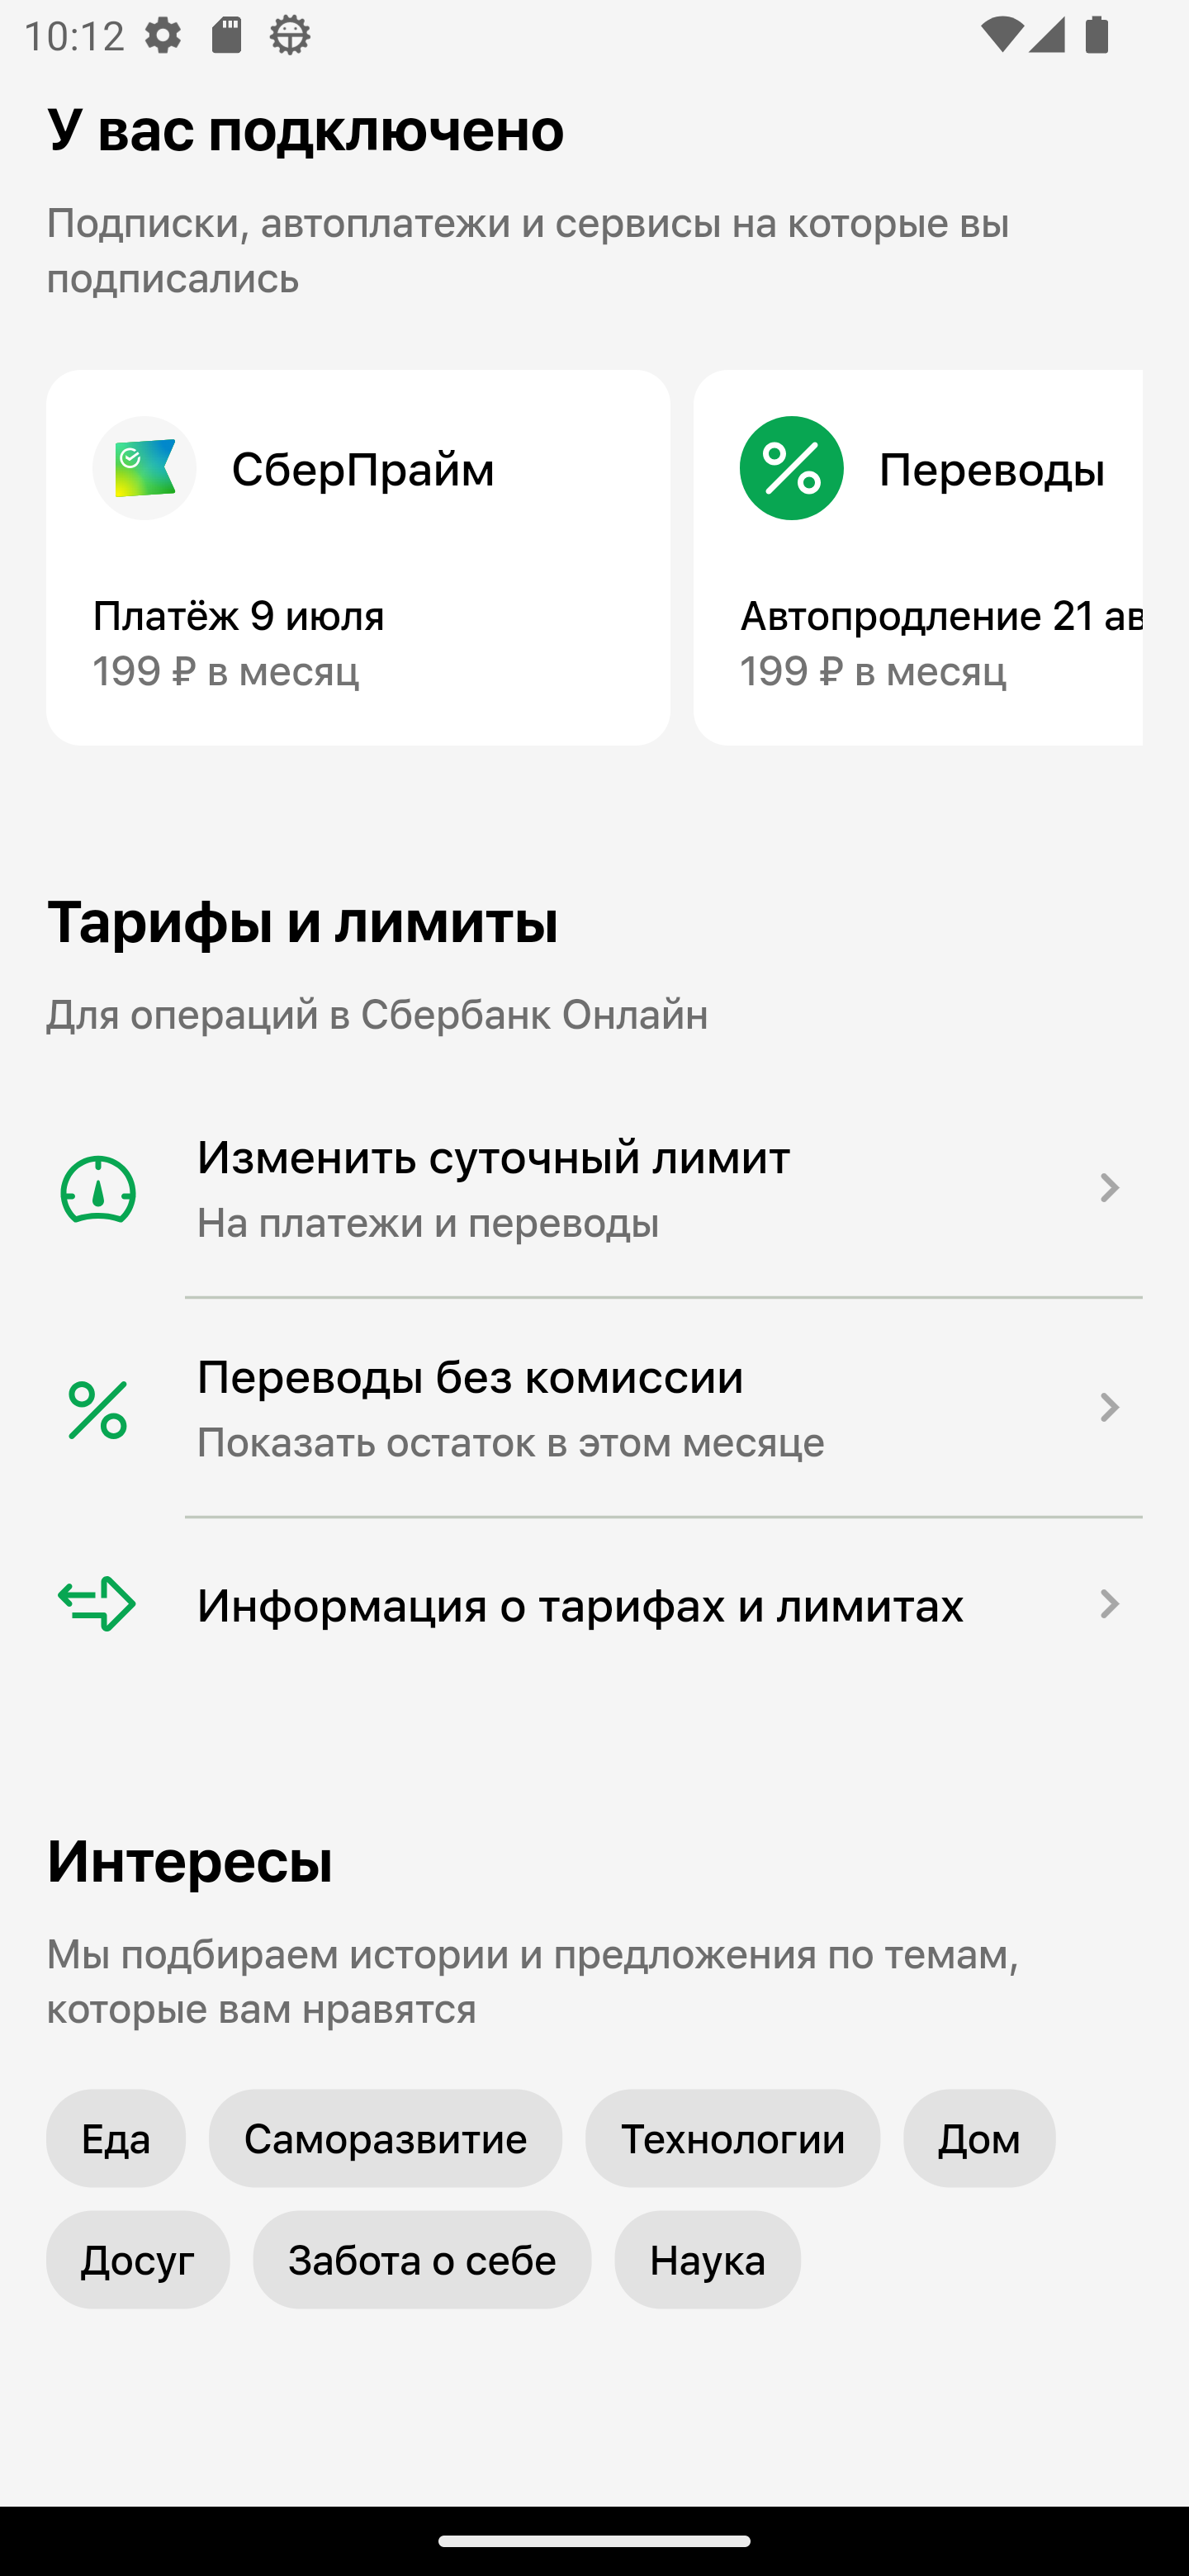 10:12
У вас подключено
Подписки, автоплатежи и сервисы на которые вы
подписались
СберПрайм
Платёж 9 июля
199 ₽ в месяц
Переводы
Автопродление 21 ав
199 ₽ в месяц
Тарифы и лимиты
Для операций в Сбербанк Онлайн
Изменить суточный лимит
На платежи и переводы
Переводы без комиссии
Показать остаток в этом месяце
Информация о тарифах и лимитах
Интересы
Мы подбираем истории и предложения по темам,
которые вам нравятся
Еда Саморазвитие Технологии Дом
Досуг Забота о себе Наука